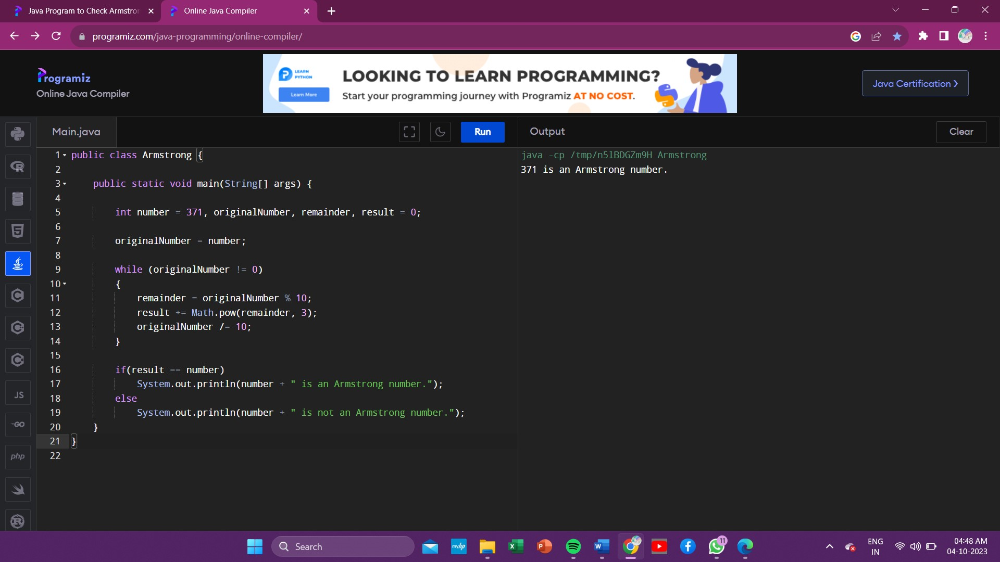 Java Program to Check Armstro
Online Java Compiler
programiz.com/java-programming/online-compiler/
Programiz
Online Java Compiler
LEARN PYTHON
Learn More
LOOKING TO LEARN PROGRAMMING?
Start your programming journey with Programiz AT NO COST.
Java Certification ❯
Main.java
Run
Output
Clear
1 public class Armstrong {
2
3     public static void main(String[] args) {
4
5         int number = 371, originalNumber, remainder, result = 0;
6
7         originalNumber = number;
8
9         while (originalNumber != 0)
10         {
11             remainder = originalNumber % 10;
12             result += Math.pow(remainder, 3);
13             originalNumber /= 10;
14         }
15
16         if(result == number)
17             System.out.println(number + " is an Armstrong number.");
18         else
19             System.out.println(number + " is not an Armstrong number.");
20     }
21 }
22
java -cp /tmp/n5lBDGZm9H Armstrong
371 is an Armstrong number.
R
5
C
C
C
JS
GO
php
R
Search
myhp
X
P
W
11
ENG
IN
04:48 AM
04-10-2023